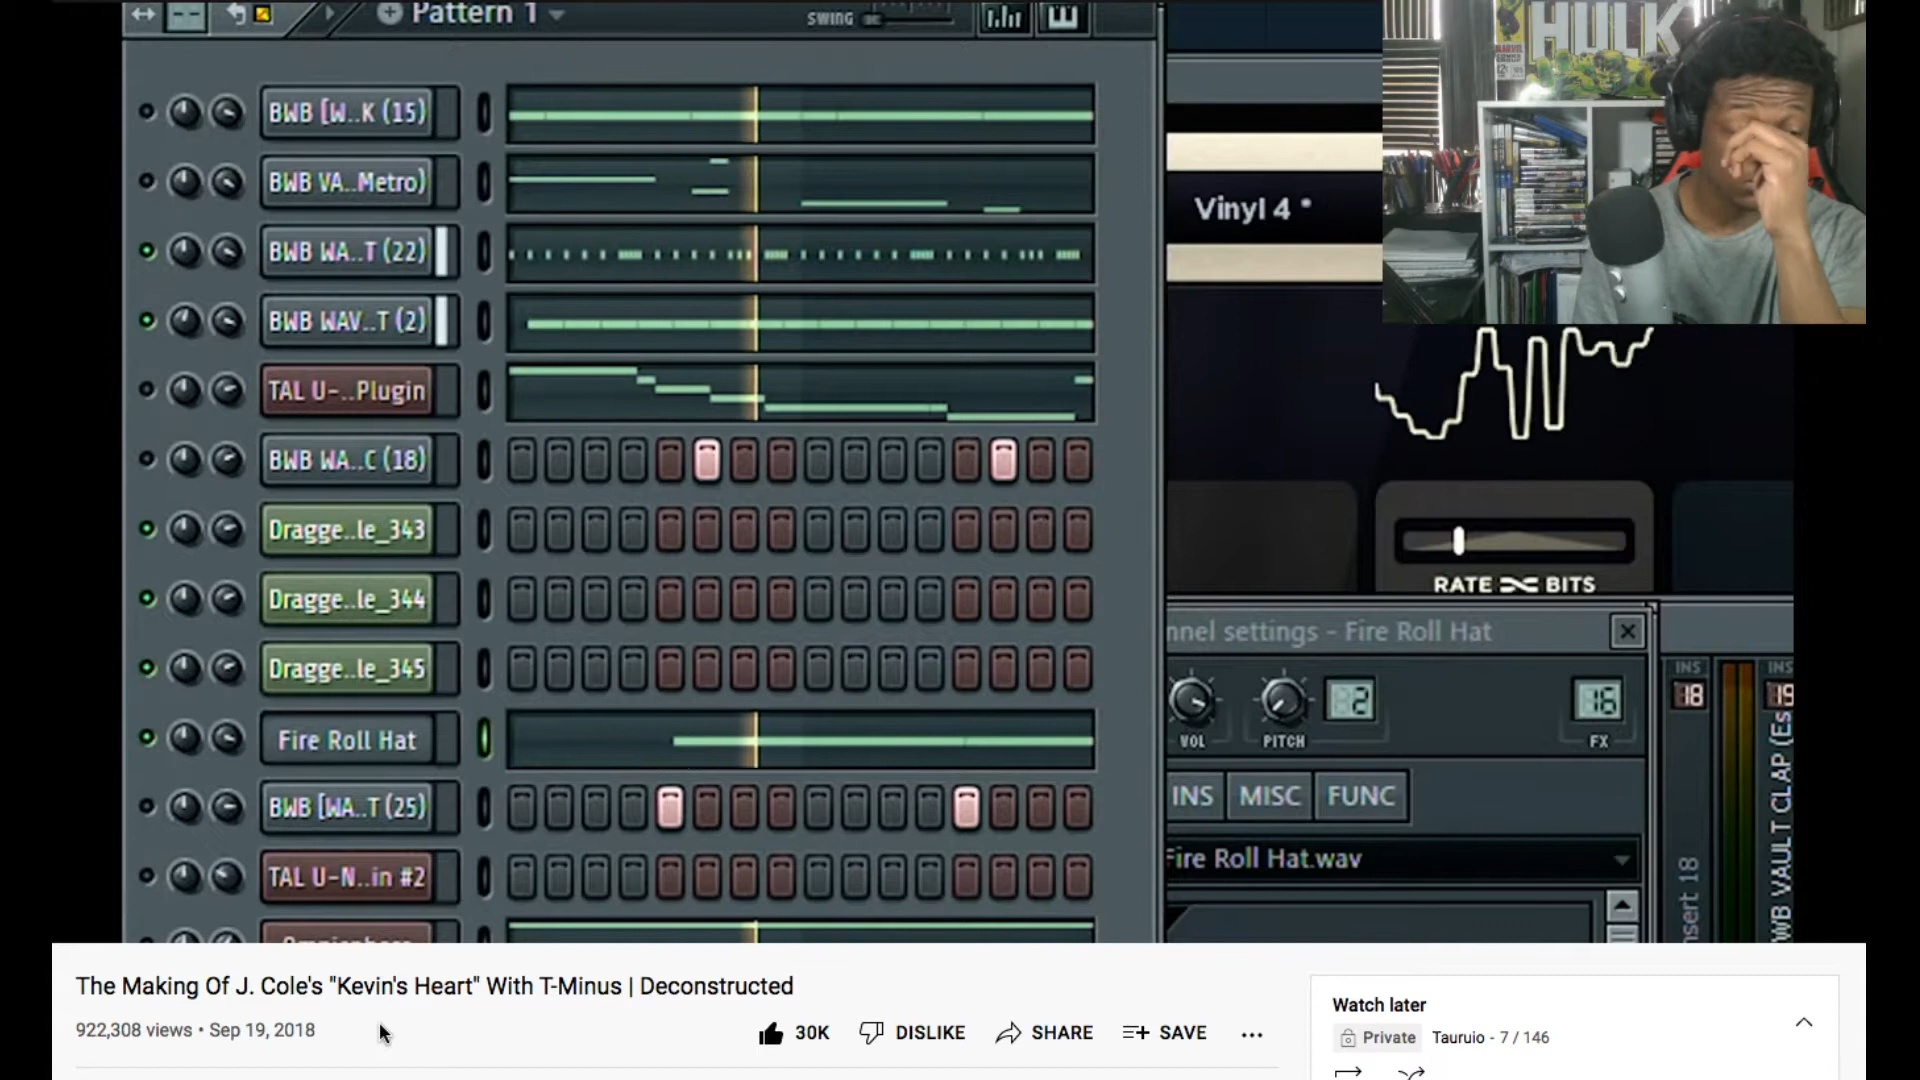 Pattern 1
SWING
BWB [W..K (15)
BWB VA..Metro)
BWB WA..T (22)
BWB WAV..T (2)
TAL U-..Plugin
BWB WA..C (18)
Dragge..le_343
Dragge..le_344
Dragge..le_345
Fire Roll Hat
BWB [WA..T (25)
TAL U-N..in #2
HULK
MARVEL
Vinyl 4 *
RATE BITS
nnel settings - Fire Roll Hat
2
16
VOL
PITCH
FX
INS MISC FUNC
Fire Roll Hat.wav
INS
18
INS
19
nsert 18
WB VAULT CLAP (Es
The Making Of J. Cole's "Kevin's Heart" With T-Minus | Deconstructed
922,308 views • Sep 19, 2018
30K DISLIKE SHARE SAVE ...
Watch later
Private Tauruio - 7 / 146